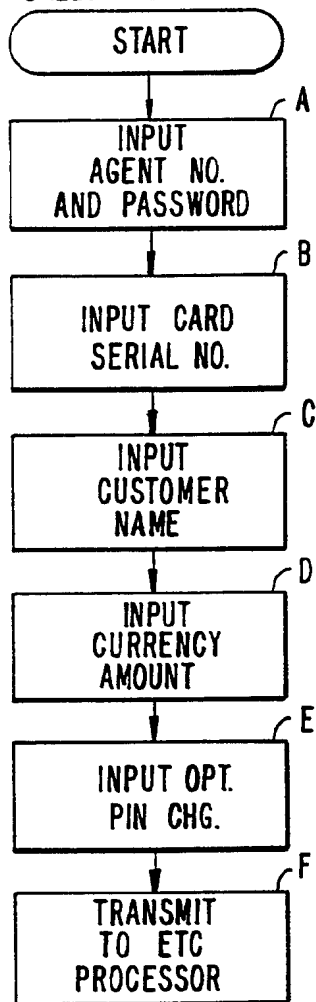 START
A
INPUT
AGENT NO.
AND PASSWORD
B
INPUT CARD
SERIAL NO.
C
INPUT
CUSTOMER
NAME
D
INPUT
CURRENCY
AMOUNT
E
INPUT OPT.
PIN CHG.
F
TRANSMIT
TO ETC
PROCESSOR